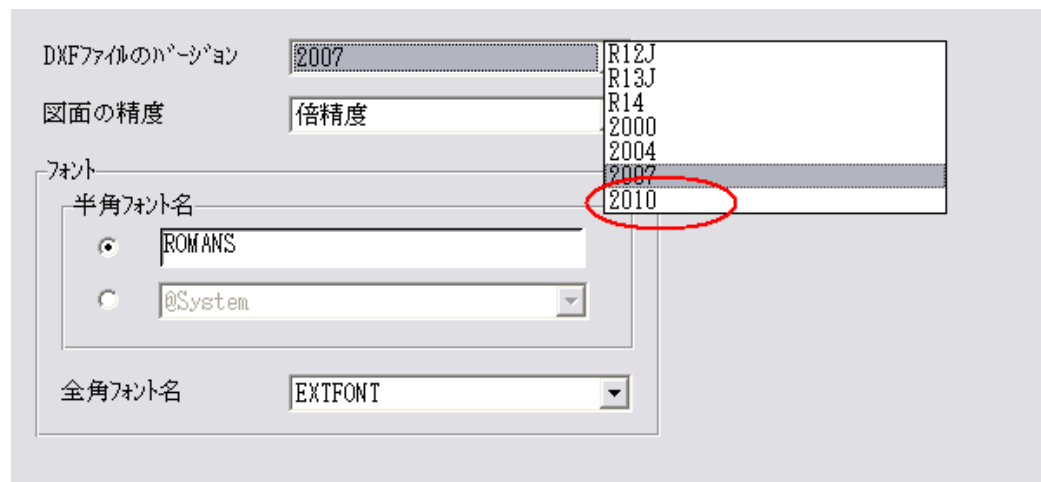 DXFﾌｧｲﾙのﾊﾞｰｼﾞｮﾝ 2007
R12J
R13J
R14
2000
2004
2007
2010
図面の精度 倍精度
ﾌｫﾝﾄ
半角ﾌｫﾝﾄ名
ROMANS
@System
全角ﾌｫﾝﾄ名 EXTFONT